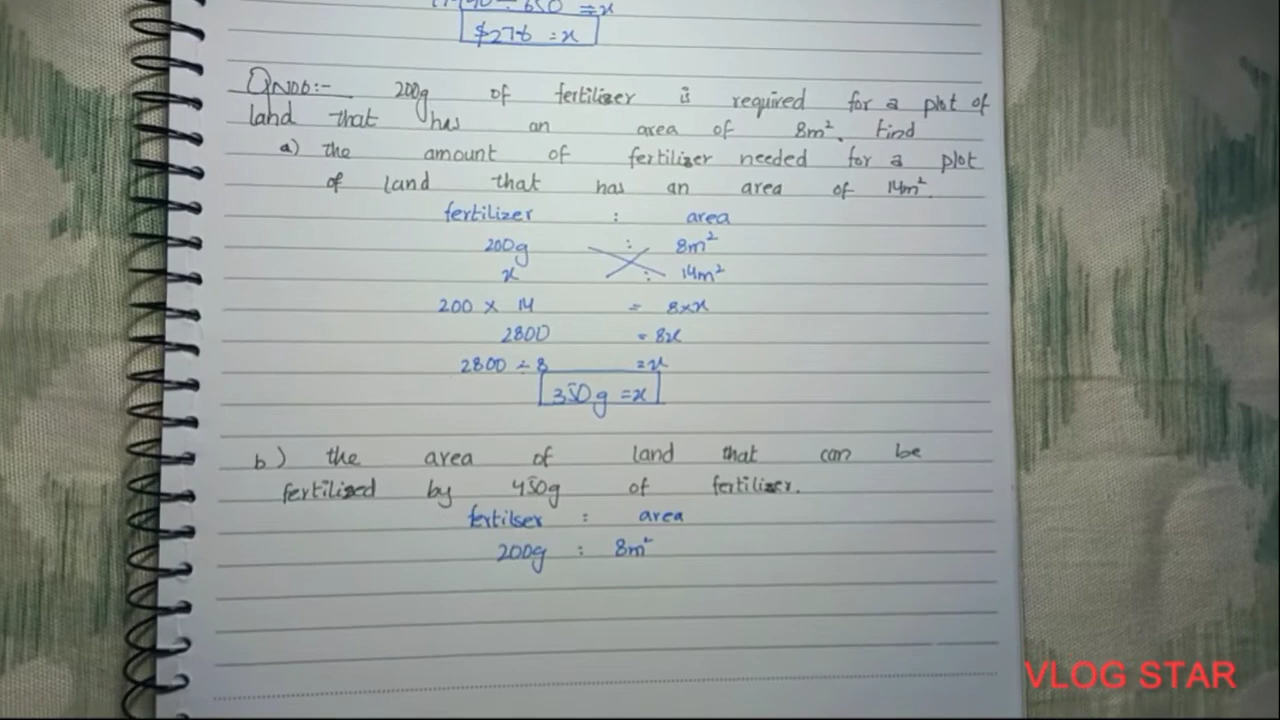 ÷ 650 = x
$276 = x
QNo6:- 200g of fertilizer is required for a plot of
land that has an area of 8m². Find
a) the amount of fertilizer needed for a plot
of land that has an area of 14m².
fertilizer : area
200g : 8m²
x : 14m²
200 × 14 = 8×x
2800 = 8x
2800 ÷ 8 = x
350g = x
b) the area of land that can be
fertilized by 450g of fertilizer.
fertilser : area
200g : 8m²
VLOG STAR